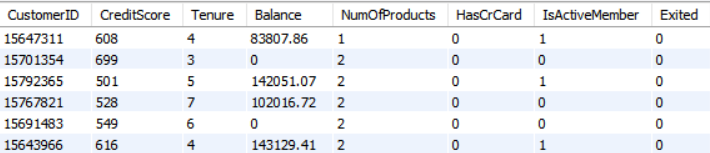 CustomerID CreditScore Tenure Balance NumOfProducts HasCrCard IsActiveMember Exited
15647311 608 4 83807.86 1 0 1 0
15701354 699 3 0 2 0 0 0
15792365 501 5 142051.07 2 0 1 0
15767821 528 7 102016.72 2 0 0 0
15691483 549 6 0 2 0 0 0
15643966 616 4 143129.41 2 0 1 0